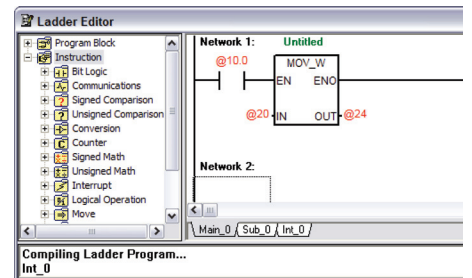 Ladder Editor
Program Block
Instruction
Bit Logic
Communications
Signed Comparison
Unsigned Comparison
Conversion
Counter
Signed Math
Unsigned Math
Interrupt
Logical Operation
Move
Network 1: Untitled
@10.0
MOV_W
EN ENO
@20 IN OUT @24
Network 2:
Main_0 Sub_0 Int_0
Compiling Ladder Program...
Int_0